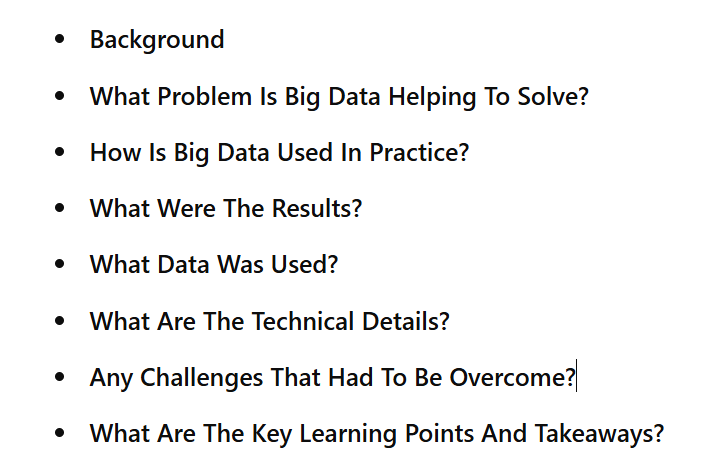 • Background
• What Problem Is Big Data Helping To Solve?
• How Is Big Data Used In Practice?
• What Were The Results?
• What Data Was Used?
• What Are The Technical Details?
• Any Challenges That Had To Be Overcome?
• What Are The Key Learning Points And Takeaways?